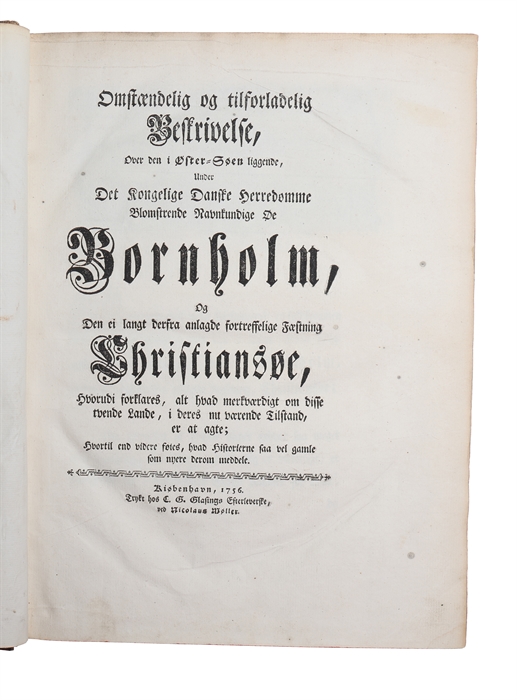 Omstændelig og tilforladelig
Beskrivelse,
Over den i Øster-Søen liggende,
Under
Det Kongelige Danske Herredomme
Blomstrende Navnkundige Øe
Bornholm,
Og
Den ei langt derfra anlagde fortreffelige Fæstning
Christiansøe,
Hvorudi forklares, alt hvad merkværdigt om disse
tvende Lande, i deres nu værende Tilstand,
er at agte;
Hvortil end videre føies, hvad Historierne saa vel gamle
som nyere derom meddele.
Kiøbenhavn, 1756.
Trykt hos C. G. Glasings Efterleverske,
ved Nicolaus Møller.